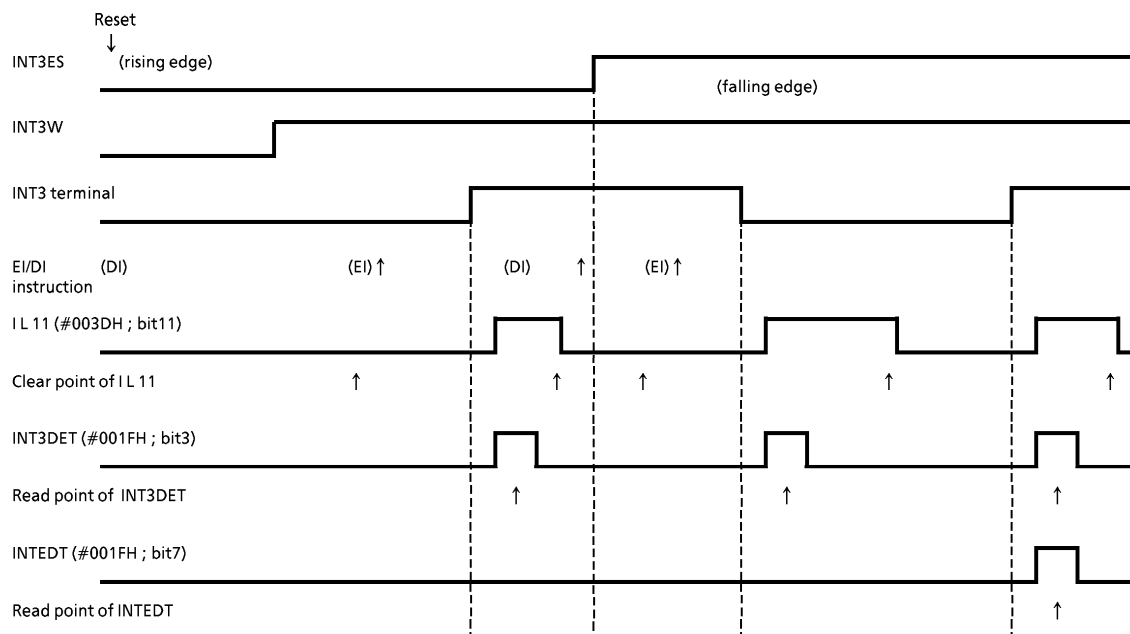 Reset
INT3ES
(rising edge)
(falling edge)
INT3W
INT3 terminal
EI/DI (DI) (EI) (DI) (EI)
instruction
I L 11 (#003DH ; bit11)
Clear point of I L 11
INT3DET (#001FH ; bit3)
Read point of INT3DET
INTEDT (#001FH ; bit7)
Read point of INTEDT